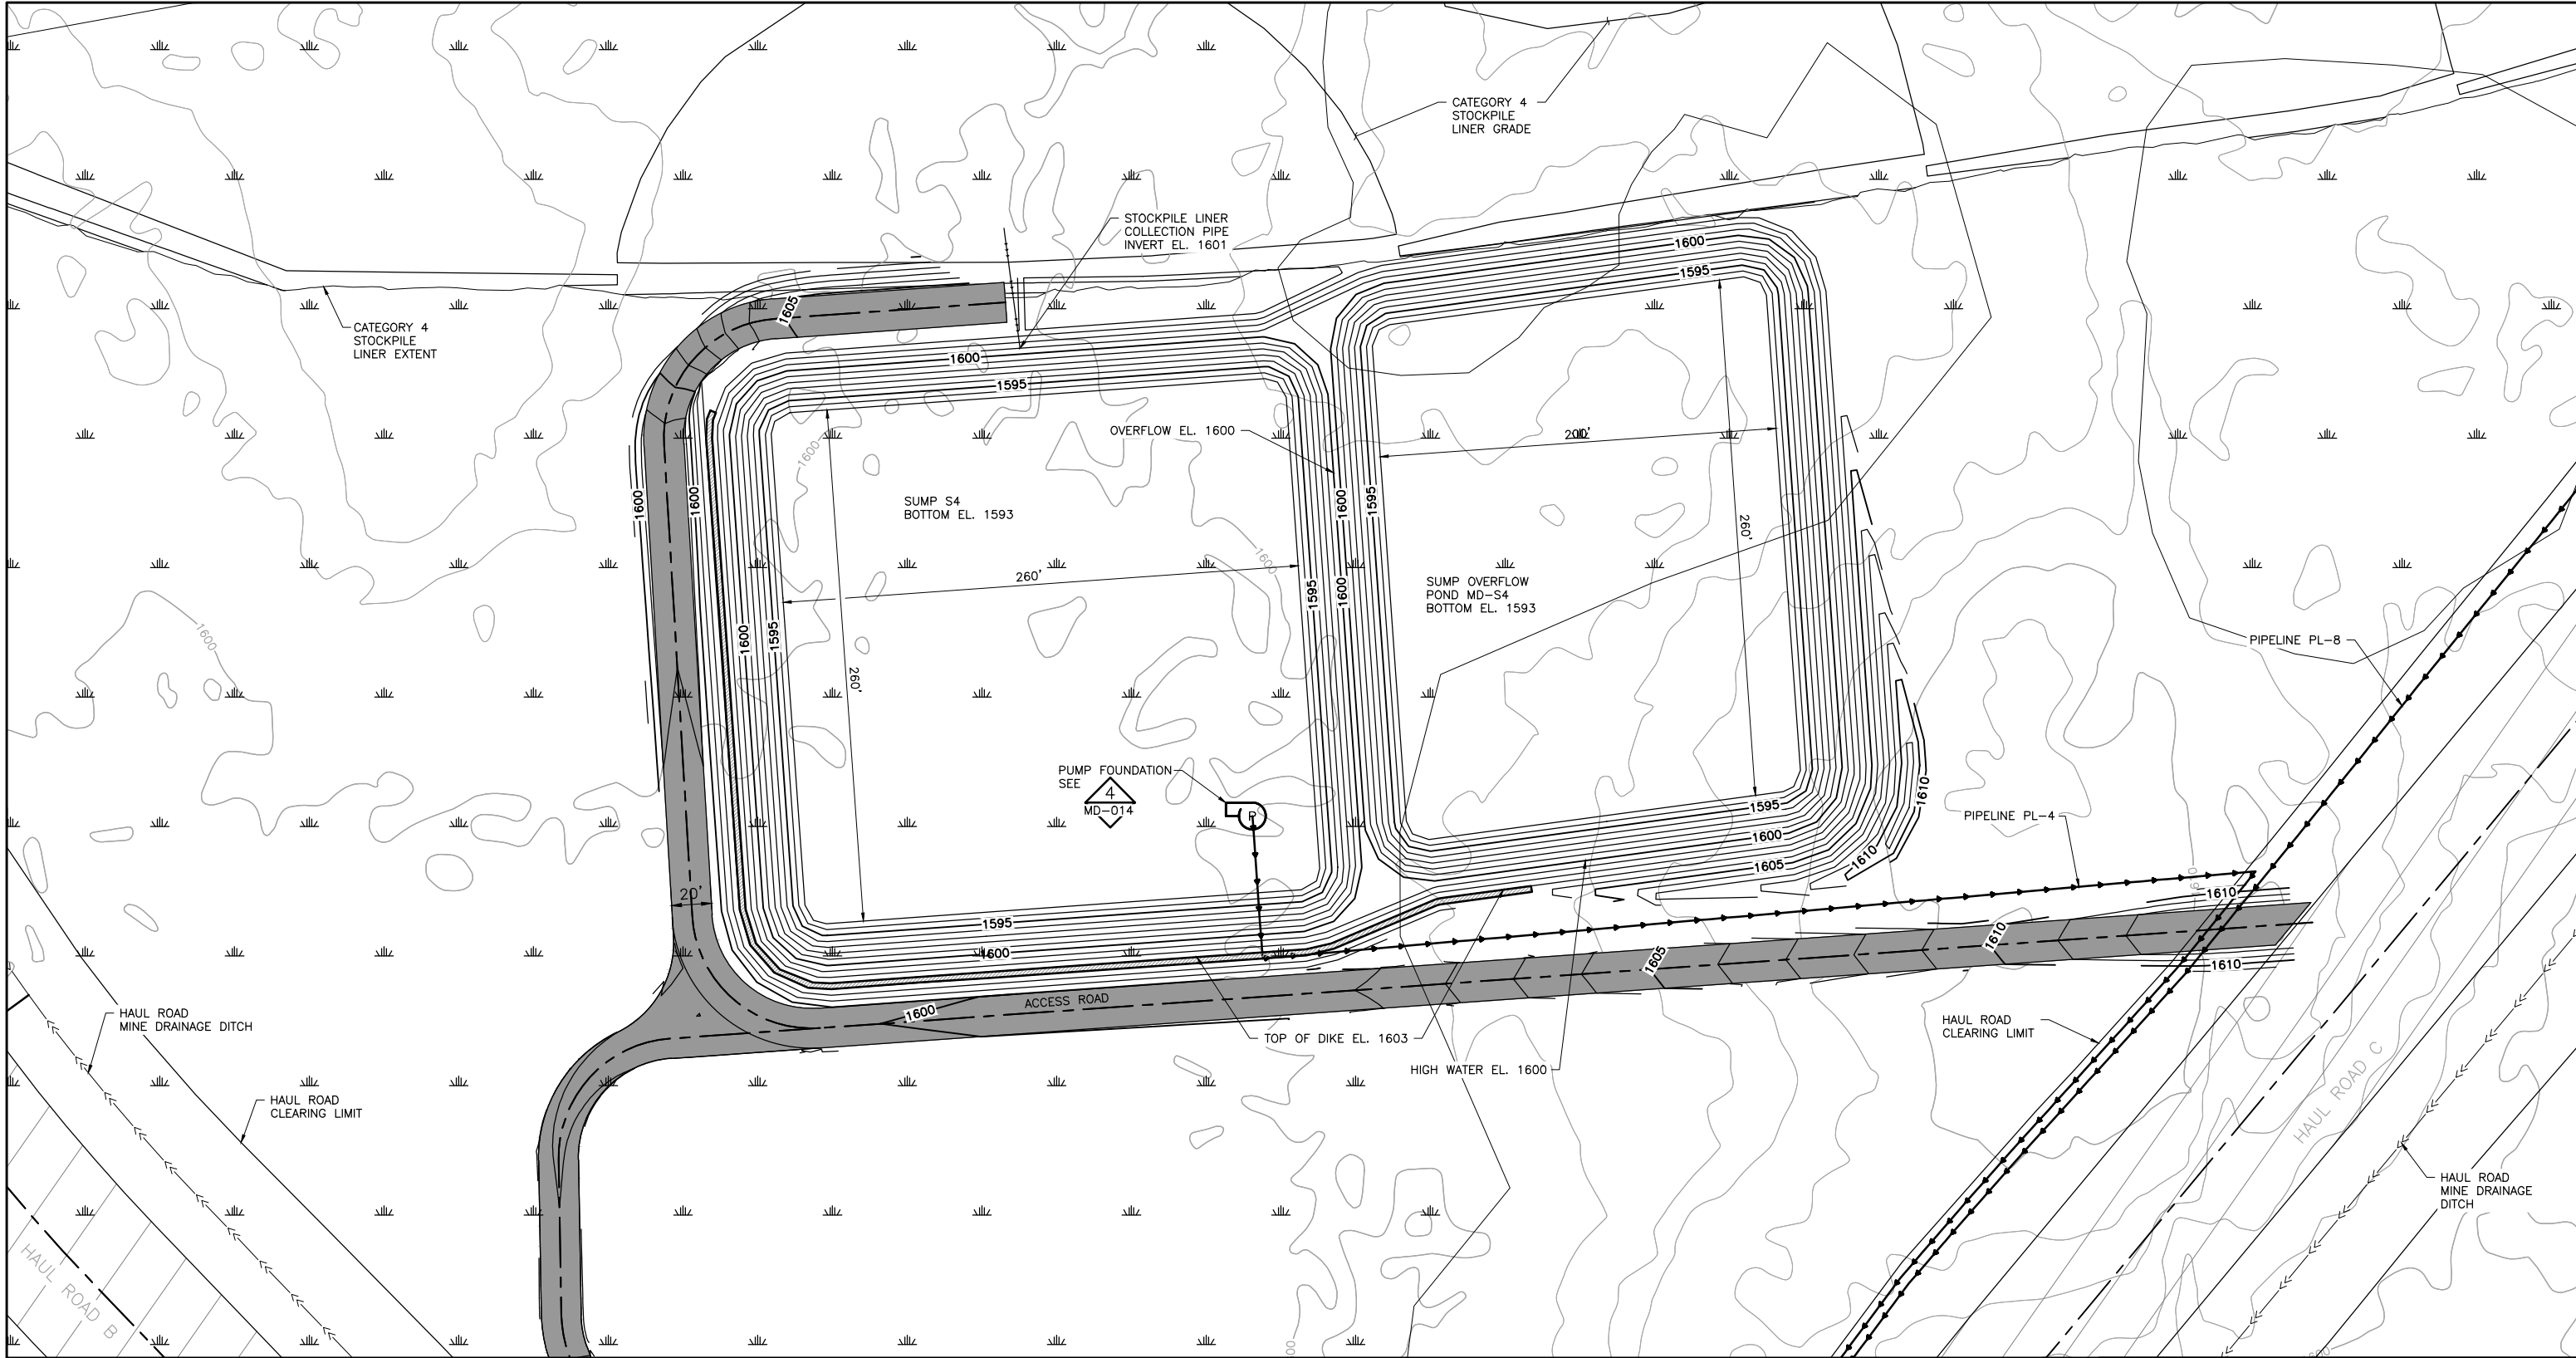 CATEGORY 4
STOCKPILE
LINER GRADE
STOCKPILE LINER
COLLECTION PIPE
INVERT EL. 1601
1600
1595
1605
CATEGORY 4
STOCKPILE
LINER EXTENT
1600
1595
OVERFLOW EL. 1600
200'
1600
SUMP S4
BOTTOM EL. 1593
1600
1600
1600
1595
260'
1600
260'
1595
1600
SUMP OVERFLOW
POND MD-S4
BOTTOM EL. 1593
1600
1600
1595
260'
PIPELINE PL-8
PUMP FOUNDATION
SEE
4
MD-014
P
1595
1610
PIPELINE PL-4
1600
1605
1610
20'
1595
1600
1610
1610
1605
1610
ACCESS ROAD
1600
HAUL ROAD
MINE DRAINAGE DITCH
TOP OF DIKE EL. 1603
HIGH WATER EL. 1600
HAUL ROAD
CLEARING LIMIT
HAUL ROAD
CLEARING LIMIT
HAUL ROAD C
HAUL ROAD
MINE DRAINAGE
DITCH
HAUL ROAD B